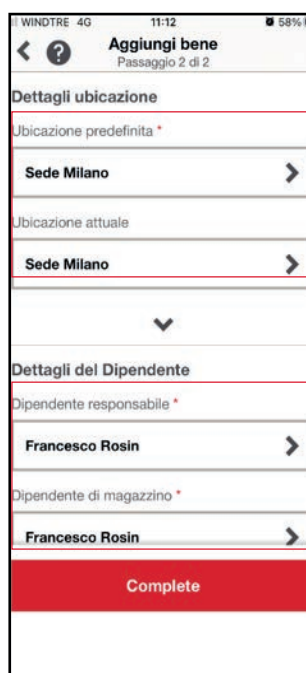 WINDTRE 4G 11:12 58%
Aggiungi bene
Passaggio 2 di 2
Dettagli ubicazione
Ubicazione predefinita *
Sede Milano
Ubicazione attuale
Sede Milano
Dettagli del Dipendente
Dipendente responsabile *
Francesco Rosin
Dipendente di magazzino *
Francesco Rosin
Complete